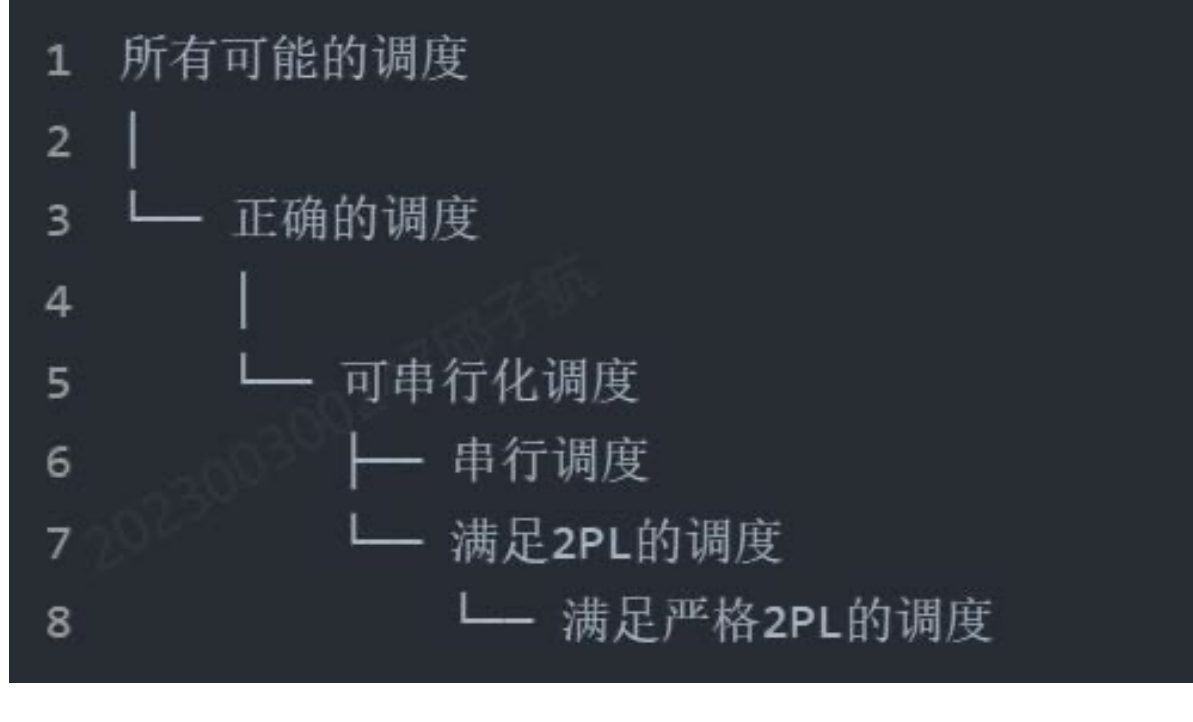 1 所有可能的调度
2 │
3 └── 正确的调度
4 │
5 └── 可串行化调度
6 ├── 串行调度
7 └── 满足2PL的调度
8 └── 满足严格2PL的调度